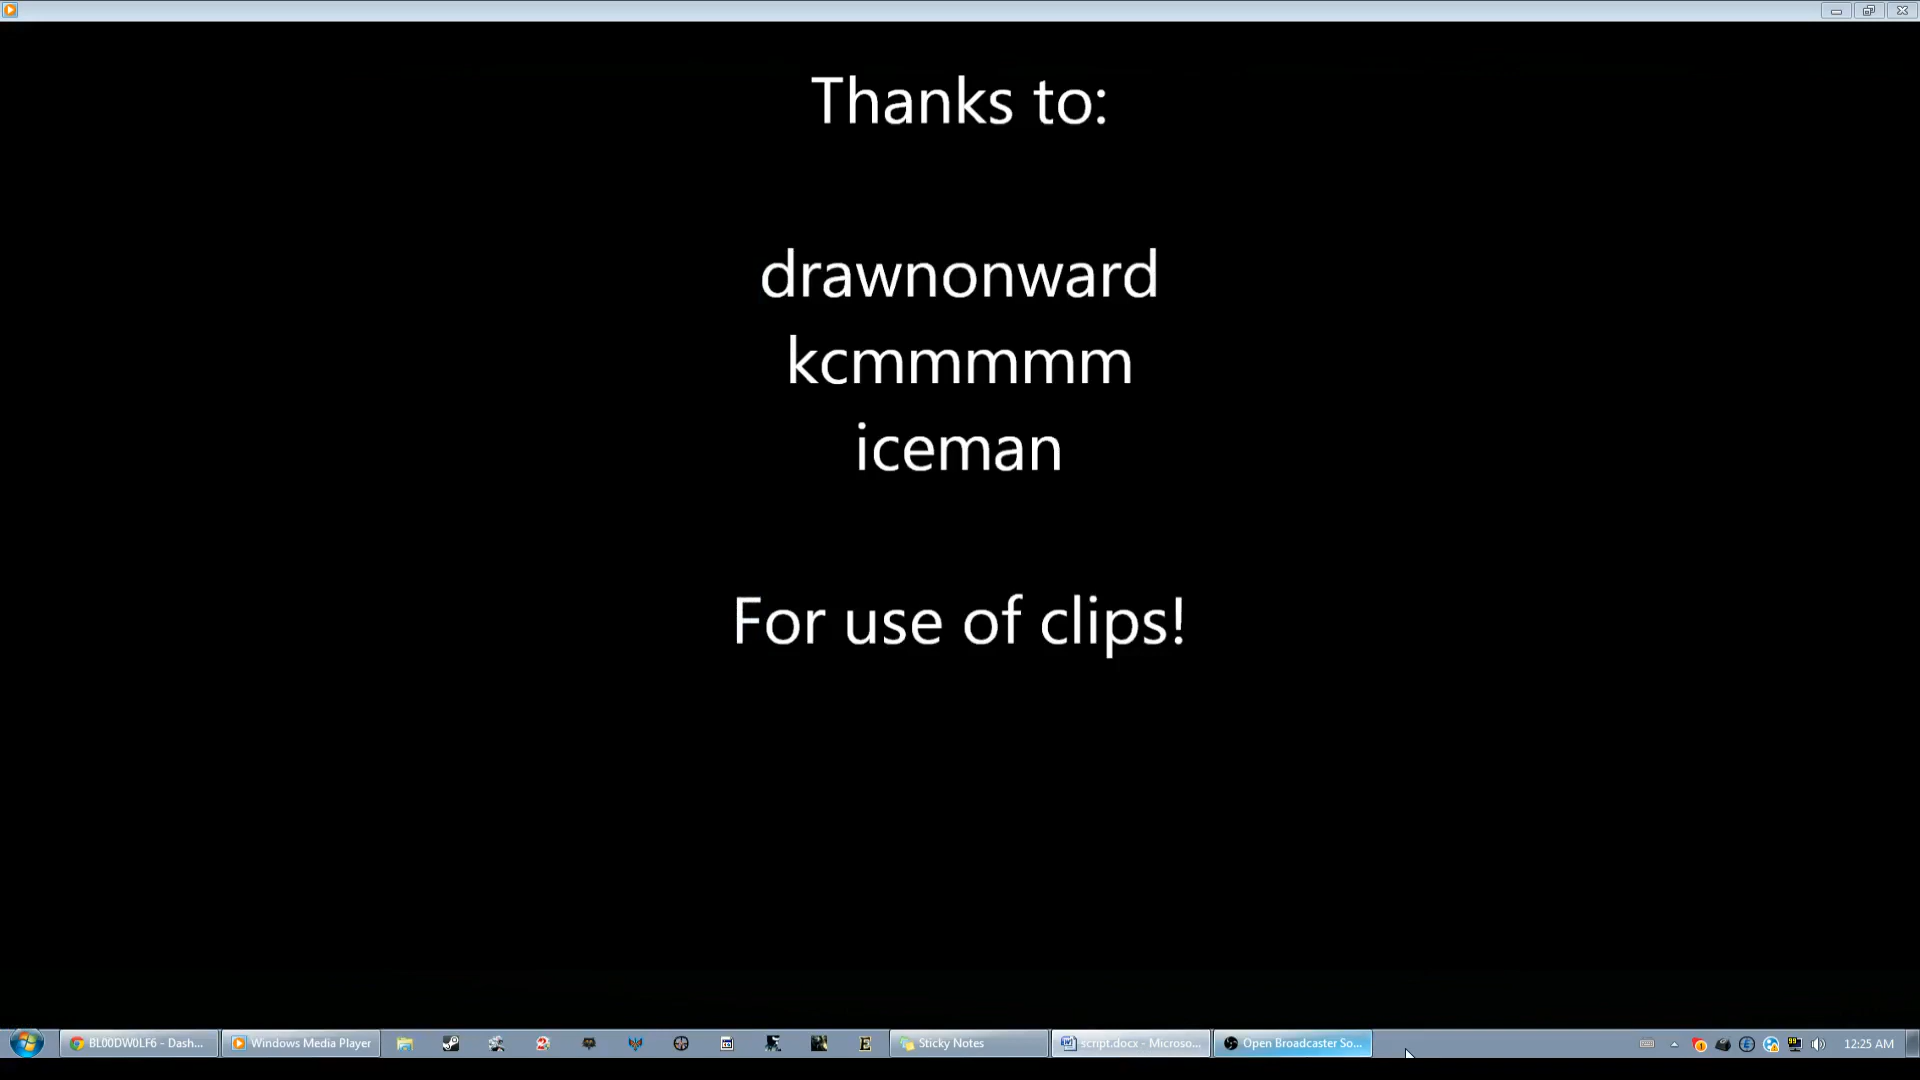 Thanks to:
drawnonward
kcmmmmm
iceman
For use of clips!
BL00DW0LF6 - Dash...
Windows Media Player
Sticky Notes
script.docx - Microso...
Open Broadcaster So...
12:25 AM